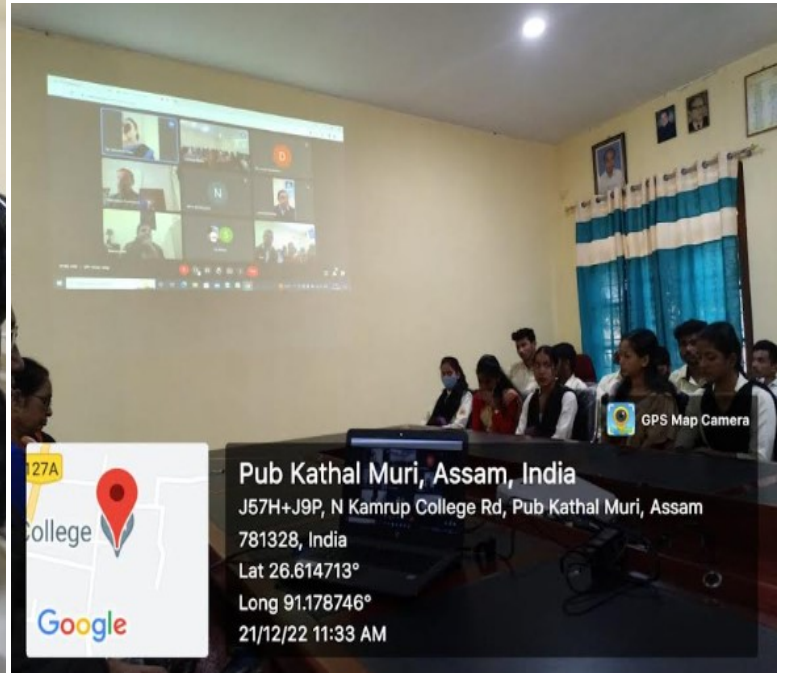 D
N
S
GPS Map Camera
127A
College
Google
Pub Kathal Muri, Assam, India
J57H+J9P, N Kamrup College Rd, Pub Kathal Muri, Assam
781328, India
Lat 26.614713°
Long 91.178746°
21/12/22 11:33 AM